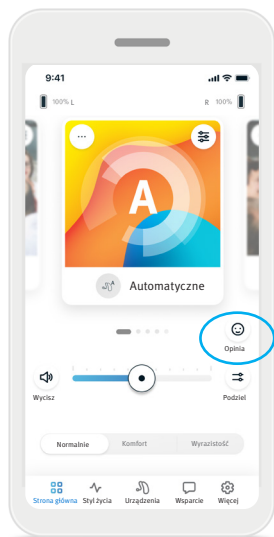 9:41
100% L
R 100%
A
Automatyczne
Opinia
Wycisz
Podziel
Normalnie Komfort Wyrazistość
Strona główna Styl życia Urządzenia Wsparcie Więcej